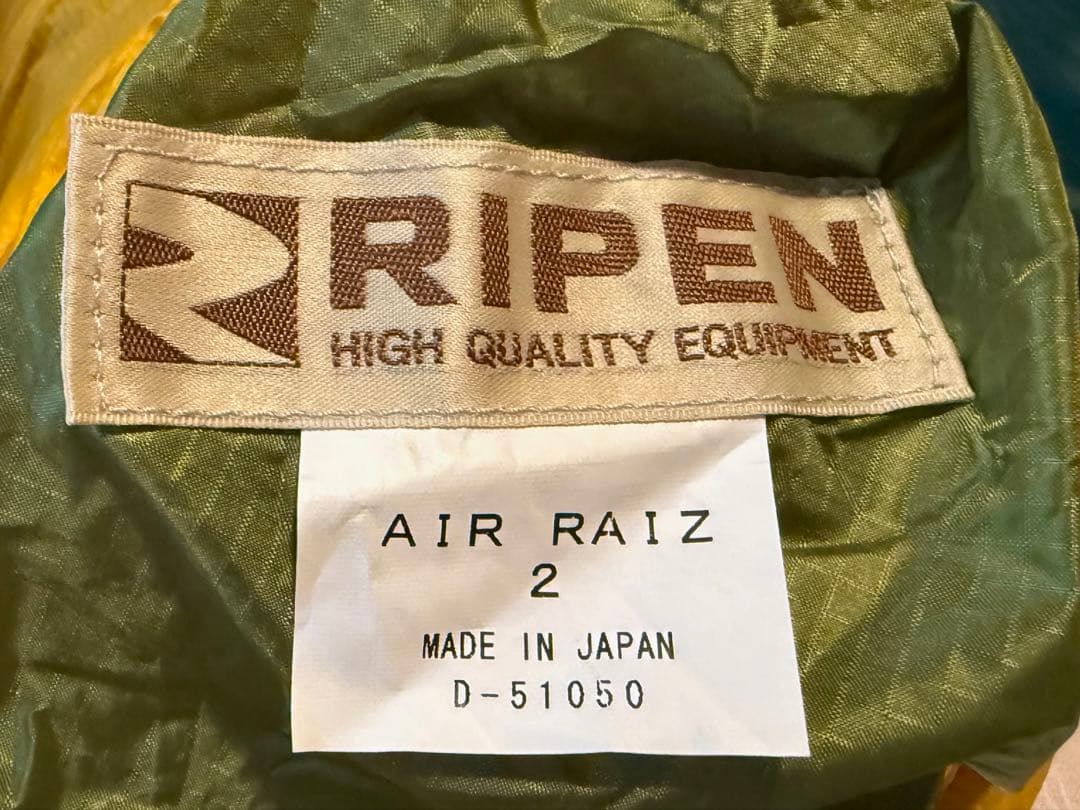 RIPEN
HIGH QUALITY EQUIPMENT
AIR RAIZ
2
MADE IN JAPAN
D-51050